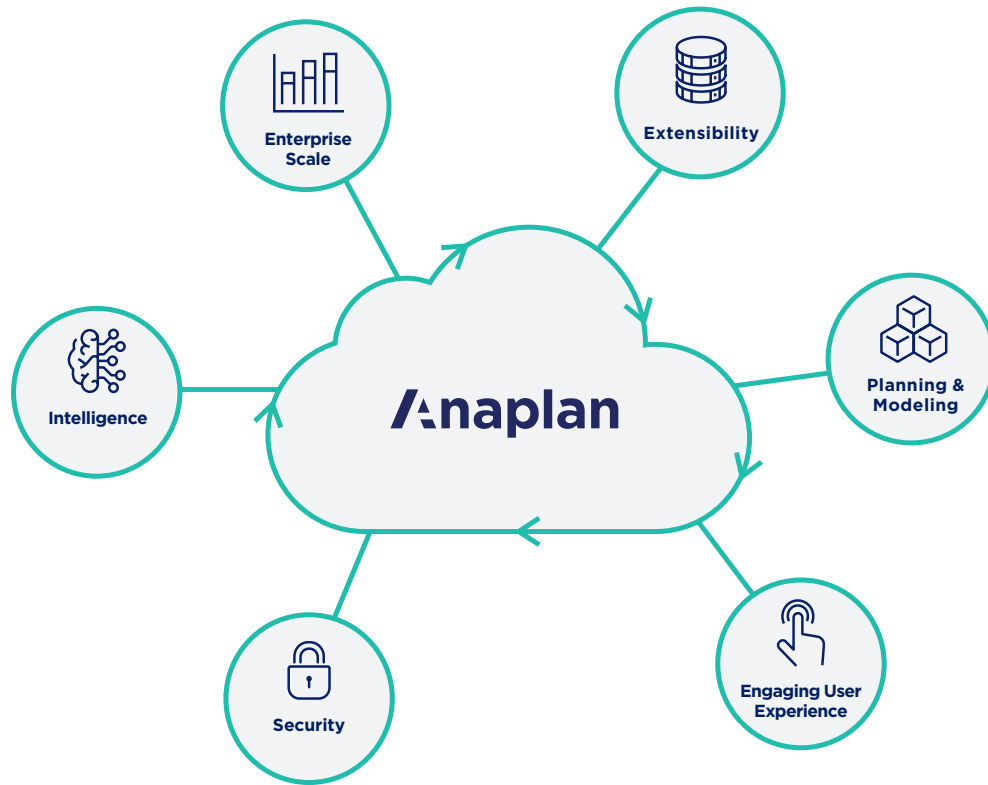 Enterprise
Scale
Extensibility
Intelligence
Anaplan
Planning &
Modeling
Security
Engaging User
Experience